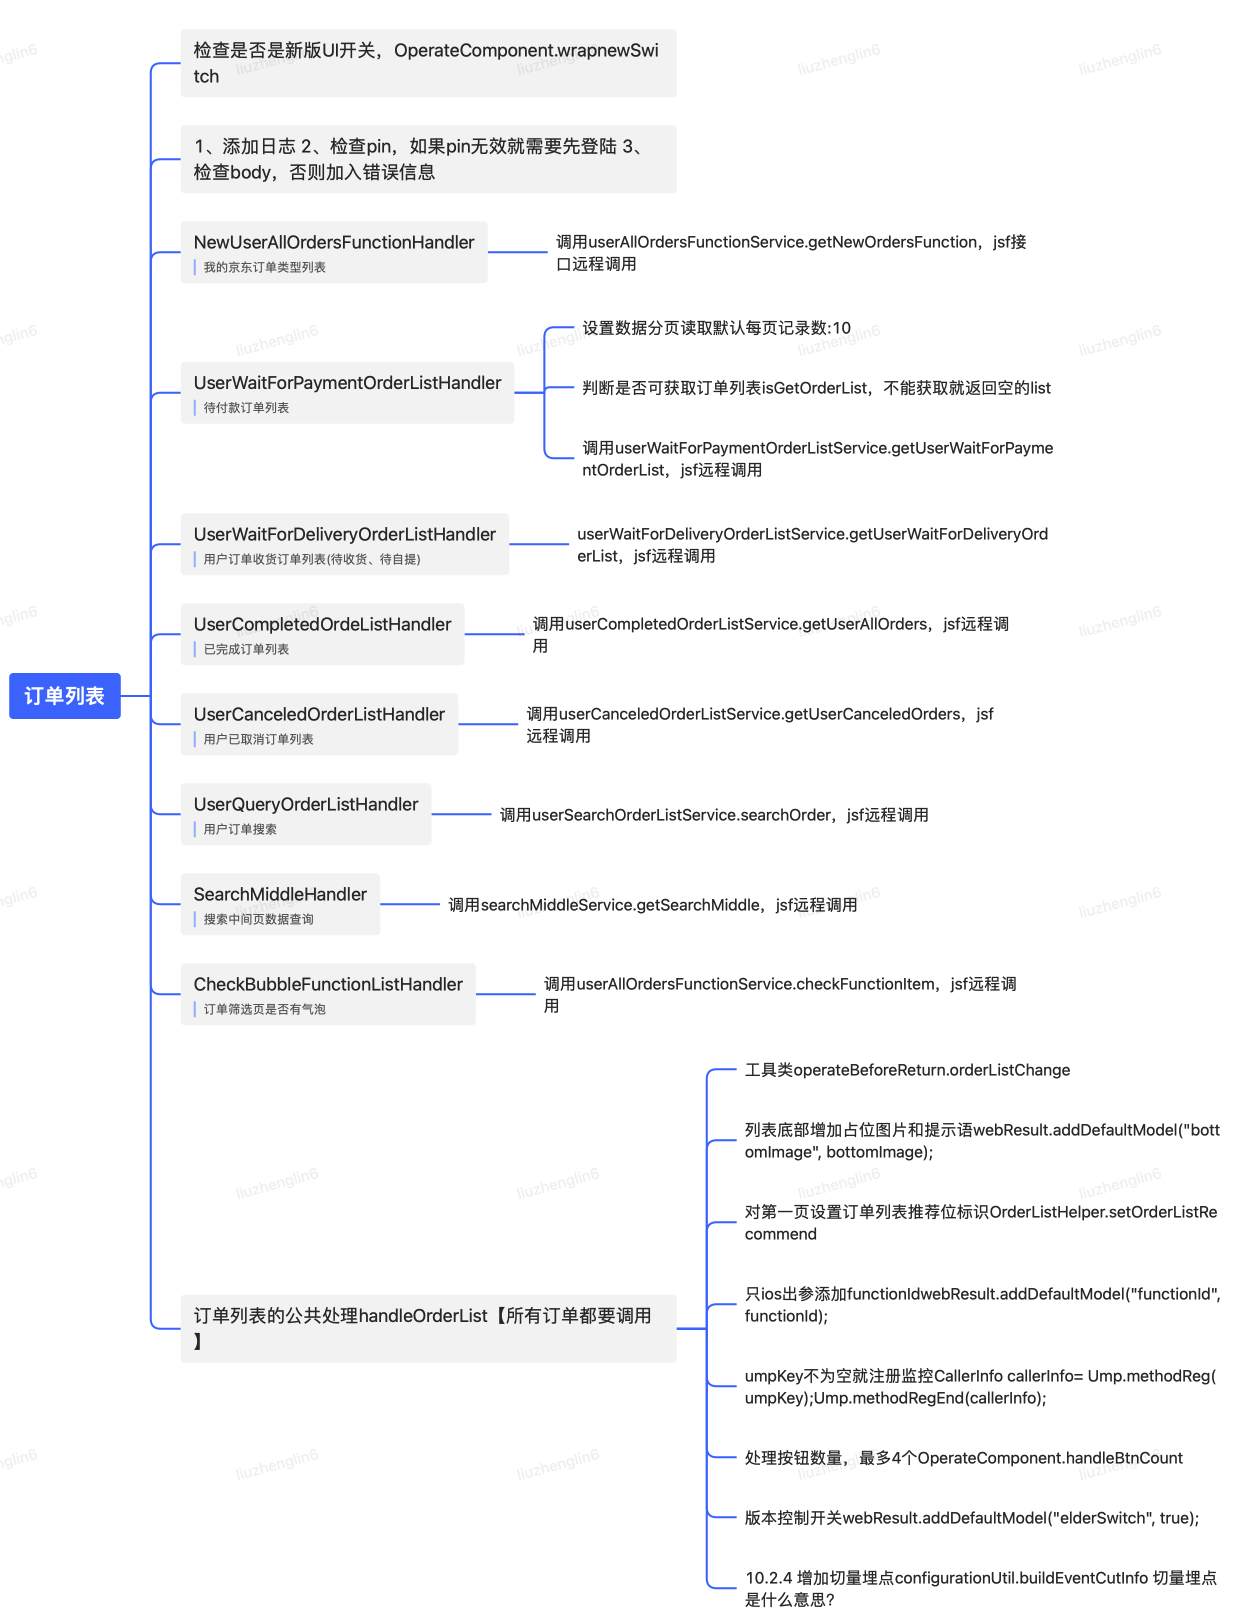 检查是否是新版UI开关，OperateComponent.wrapnewSwi
tch
1、添加日志 2、检查pin，如果pin无效就需要先登陆 3、
检查body，否则加入错误信息
NewUserAllOrdersFunctionHandler
我的京东订单类型列表
调用userAllOrdersFunctionService.getNewOrdersFunction，jsf接
口远程调用
UserWaitForPaymentOrderListHandler
待付款订单列表
设置数据分页读取默认每页记录数:10
判断是否可获取订单列表isGetOrderList，不能获取就返回空的list
调用userWaitForPaymentOrderListService.getUserWaitForPayme
ntOrderList，jsf远程调用
UserWaitForDeliveryOrderListHandler
用户订单收货订单列表(待收货、待自提)
userWaitForDeliveryOrderListService.getUserWaitForDeliveryOrd
erList，jsf远程调用
UserCompletedOrdeListHandler
已完成订单列表
调用userCompletedOrderListService.getUserAllOrders，jsf远程调
用
订单列表
UserCanceledOrderListHandler
用户已取消订单列表
调用userCanceledOrderListService.getUserCanceledOrders，jsf
远程调用
UserQueryOrderListHandler
用户订单搜索
调用userSearchOrderListService.searchOrder，jsf远程调用
SearchMiddleHandler
搜索中间页数据查询
调用searchMiddleService.getSearchMiddle，jsf远程调用
CheckBubbleFunctionListHandler
订单筛选页是否有气泡
调用userAllOrdersFunctionService.checkFunctionItem，jsf远程调
用
订单列表的公共处理handleOrderList【所有订单都要调用
】
工具类operateBeforeReturn.orderListChange
列表底部增加占位图片和提示语webResult.addDefaultModel("bott
omImage", bottomImage);
对第一页设置订单列表推荐位标识OrderListHelper.setOrderListRe
commend
只ios出参添加functionIdwebResult.addDefaultModel("functionId",
functionId);
umpKey不为空就注册监控CallerInfo callerInfo= Ump.methodReg(
umpKey);Ump.methodRegEnd(callerInfo);
处理按钮数量，最多4个OperateComponent.handleBtnCount
版本控制开关webResult.addDefaultModel("elderSwitch", true);
10.2.4 增加切量埋点configurationUtil.buildEventCutInfo 切量埋点
是什么意思？
liuzhenglin6